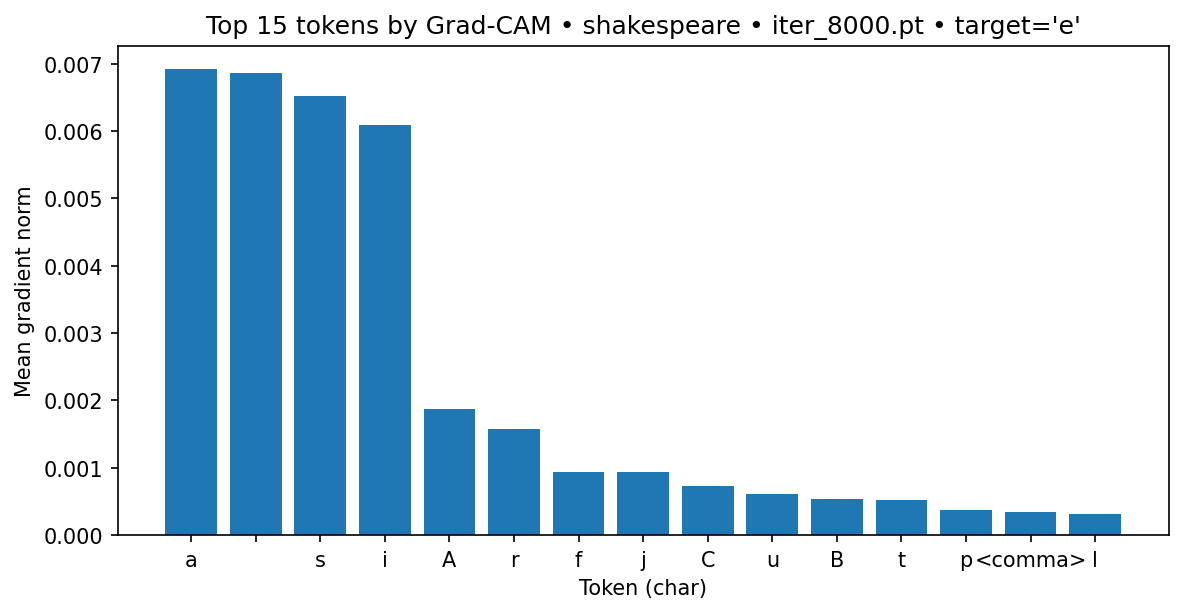 Top 15 tokens by Grad-CAM • shakespeare • iter_8000.pt • target='e'
Mean gradient norm
0.007
0.006
0.005
0.004
0.003
0.002
0.001
0.000
a s i A r f j C u B t p <comma> l
Token (char)